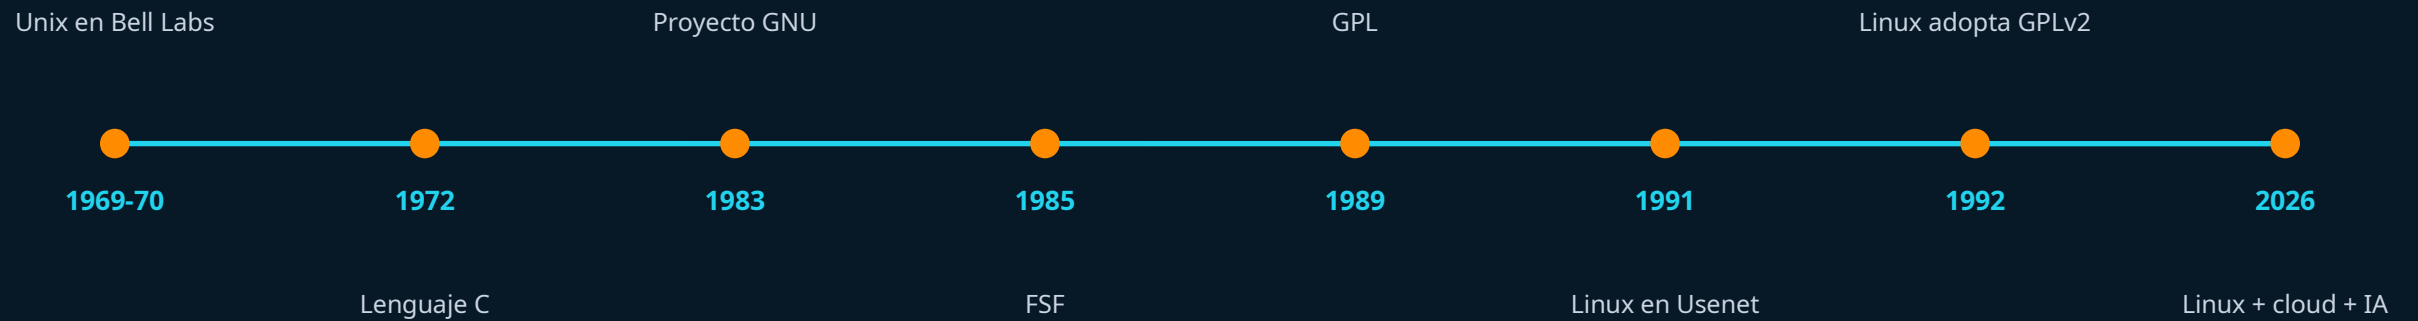 Unix en Bell Labs
Proyecto GNU
GPL
Linux adopta GPLv2
1969-70
1972
1983
1985
1989
1991
1992
2026
Lenguaje C
FSF
Linux en Usenet
Linux + cloud + IA